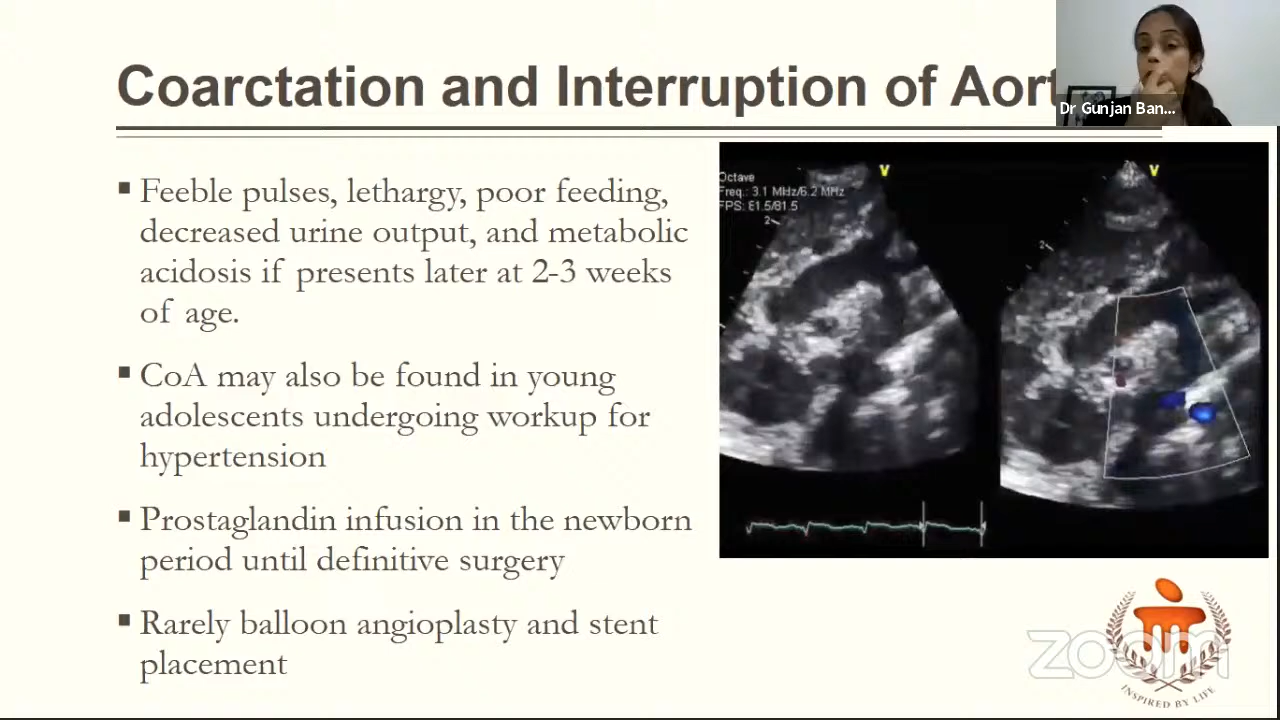 Coarctation and Interruption of Aort
Dr Gunjan Ban...
▪ Feeble pulses, lethargy, poor feeding,
decreased urine output, and metabolic
acidosis if presents later at 2-3 weeks
of age.
▪ CoA may also be found in young
adolescents undergoing workup for
hypertension
▪ Prostaglandin infusion in the newborn
period until definitive surgery
▪ Rarely balloon angioplasty and stent
placement
Octave
Freq.: 3.1 MHz/6.2 MHz
FPS: 81.5/81.5
2
V
2
2
V
zoom
INSPIRED BY LIFE